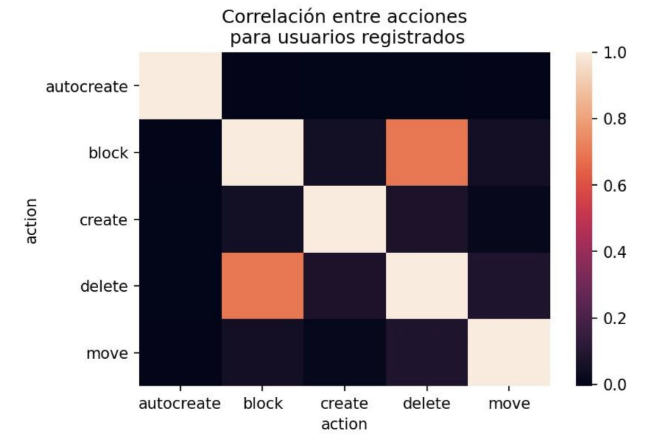 Correlación entre acciones
para usuarios registrados
autocreate
block
create
delete
move
action
autocreate block create delete move
action
1.0
0.8
0.6
0.4
0.2
0.0